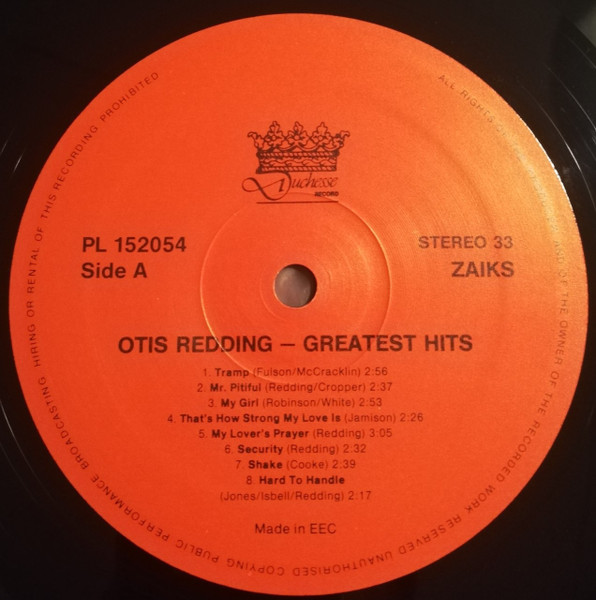 Duchesse
RECORD
PL 152054
Side A
STEREO 33
ZAIKS
OTIS REDDING – GREATEST HITS
1. Tramp (Fulson/McCracklin) 2:56
2. Mr. Pitiful (Redding/Cropper) 2:37
3. My Girl (Robinson/White) 2:53
4. That's How Strong My Love Is (Jamison) 2:26
5. My Lover's Prayer (Redding) 3:05
6. Security (Redding) 2.32
7. Shake (Cooke) 2:39
8. Hard To Handle
(Jones/Isbell/Redding) 2:17
Made in EEC
ALL RIGHTS OF THE OWNER OF THE RECORDED WORK RESERVED UNAUTHORISED COPYING PUBLIC PERFORMANCE BROADCASTING HIRING OR RENTAL OF THIS RECORDING PROHIBITED